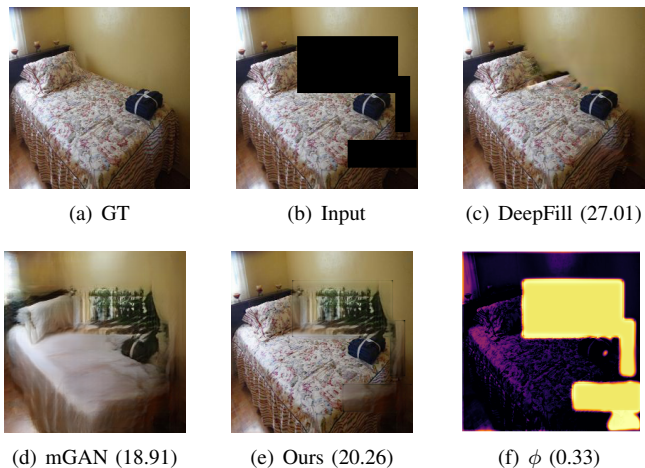 (a) GT
(b) Input
(c) DeepFill (27.01)
(d) mGAN (18.91)
(e) Ours (20.26)
(f) ϕ (0.33)